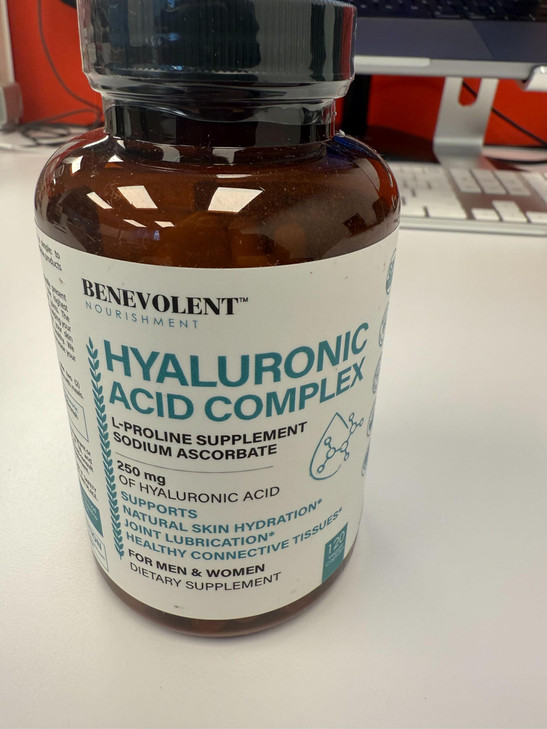 BENEVOLENT™
NOURISHMENT
HYALURONIC
ACID COMPLEX
L-PROLINE SUPPLEMENT
SODIUM ASCORBATE
250 mg
OF HYALURONIC ACID
SUPPORTS
NATURAL SKIN HYDRATION*
JOINT LUBRICATION*
HEALTHY CONNECTIVE TISSUES*
FOR MEN & WOMEN
DIETARY SUPPLEMENT
120